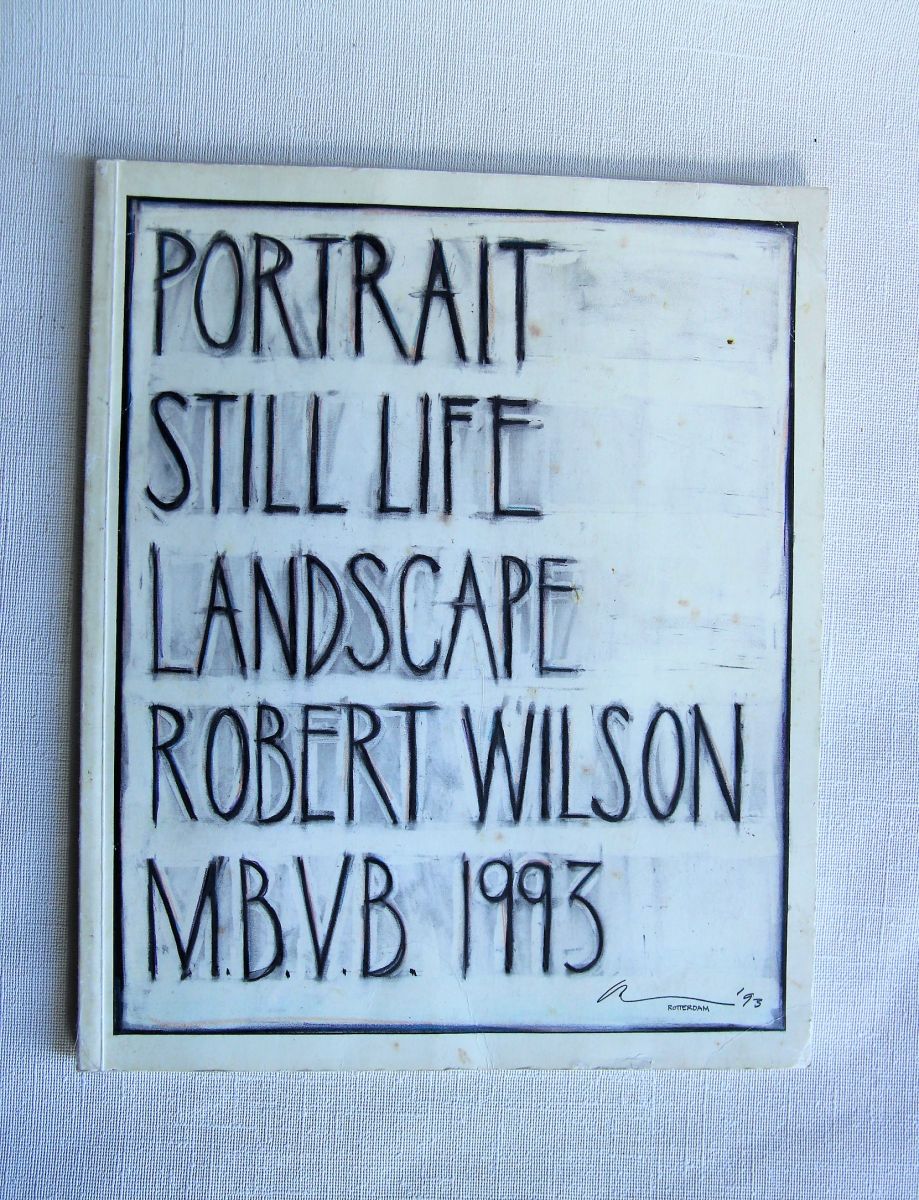 PORTRAIT
STILL LIFE
LANDSCAPE
ROBERT WILSON
M.B.V.B. 1993
'93
ROTTERDAM